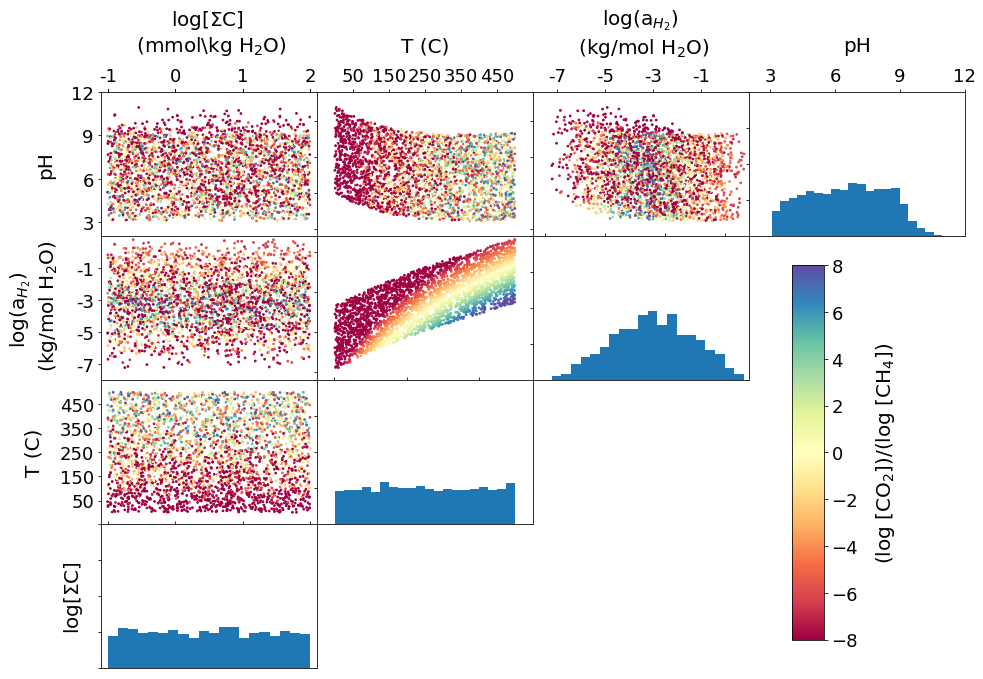 log[ΣC]
(mmol\kg H₂O)
T (C)
log(a_H₂)
(kg/mol H₂O)
pH
-1 0 1 2
50 150 250 350 450
-7 -5 -3 -1
3 6 9 12
pH
12
9
6
3
log(a_H₂)
(kg/mol H₂O)
-1
-3
-5
-7
T (C)
450
350
250
150
50
log[ΣC]
8
6
4
2
0
−2
−4
−6
−8
(log [CO₂])/(log [CH₄])